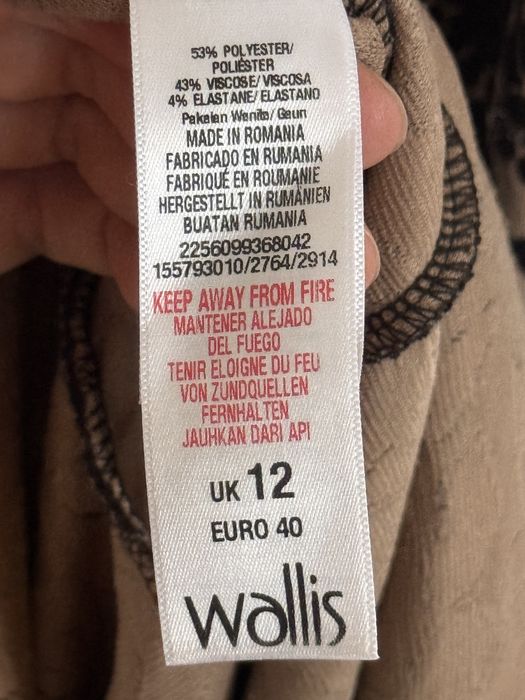 53% POLYESTER/
POLIÉSTER
43% VISCOSE/VISCOSA
4% ELASTANE/ELASTANO
Pakaian Wanita/ Gaun
MADE IN ROMANIA
FABRICADO EN RUMANIA
FABRIQUÉ EN ROUMANIE
HERGESTELLT IN RUMÄNIEN
BUATAN RUMANIA
2256099368042
155793010/2764/2914
KEEP AWAY FROM FIRE
MANTENER ALEJADO
DEL FUEGO
TENIR ELOIGNE DU FEU
VON ZUNDQUELLEN
FERNHALTEN
JAUHKAN DARI API
UK 12
EURO 40
wallis